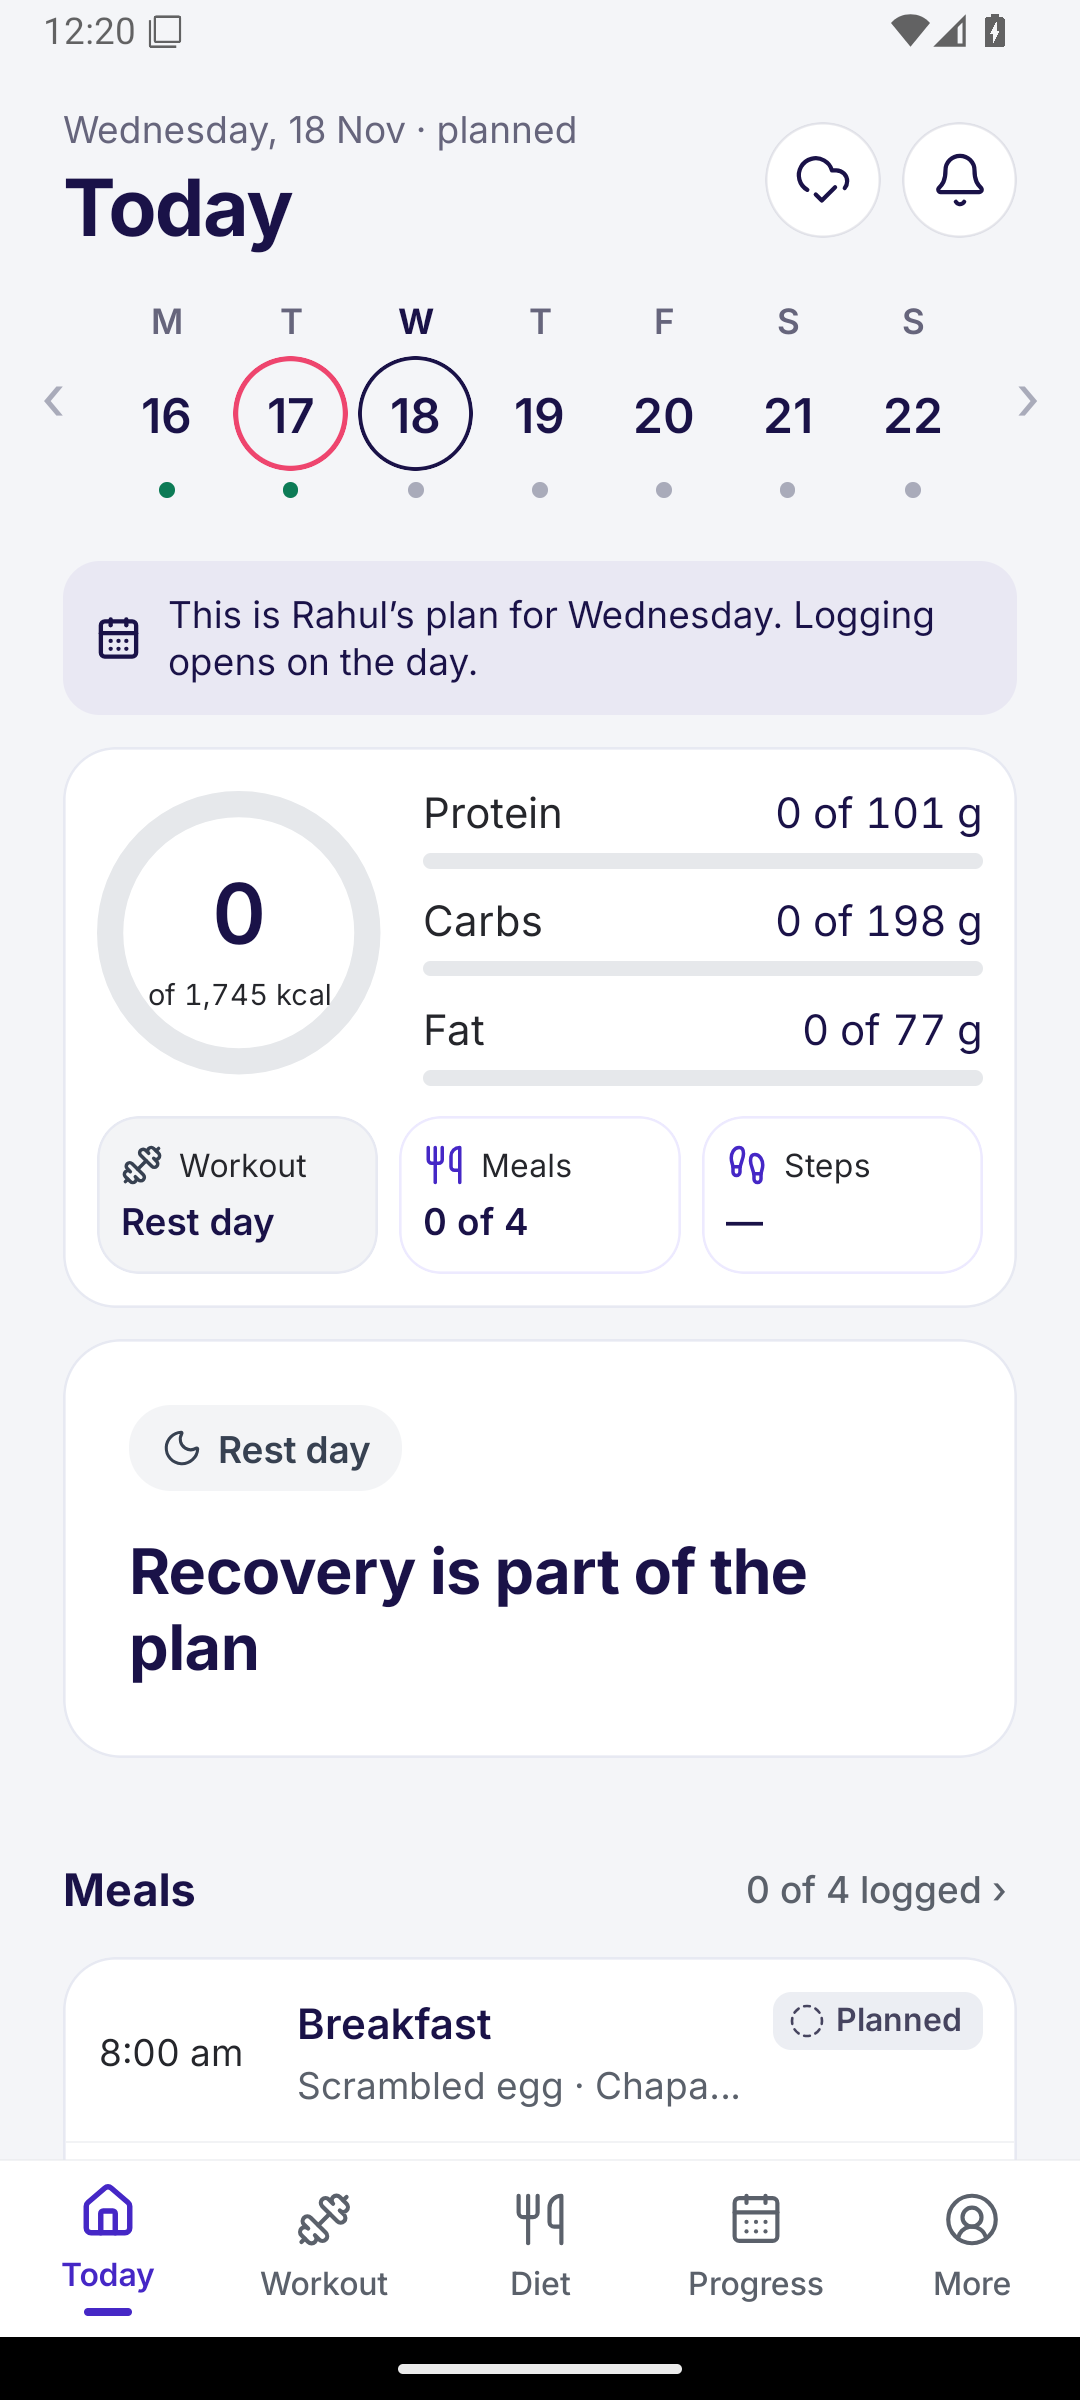 12:20
Wednesday, 18 Nov · planned
Today
M T W T F S S
‹ 16 17 18 19 20 21 22 ›
This is Rahul’s plan for Wednesday. Logging
opens on the day.
0
of 1,745 kcal
Protein 0 of 101 g
Carbs 0 of 198 g
Fat 0 of 77 g
Workout
Rest day
Meals
0 of 4
Steps
—
Rest day
Recovery is part of the
plan
Meals 0 of 4 logged ›
8:00 am
Breakfast
Planned
Scrambled egg · Chapa...
Today Workout Diet Progress More